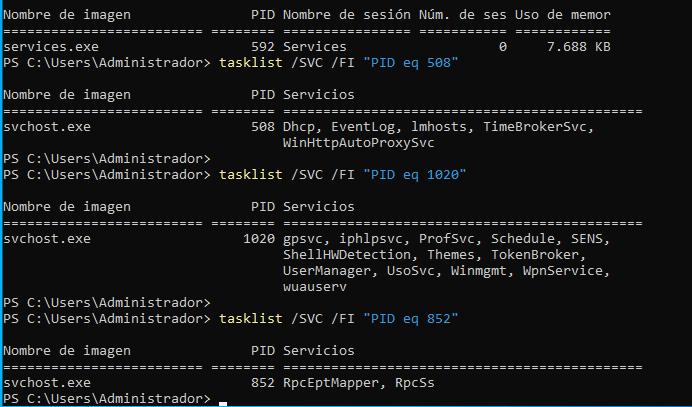 Nombre de imagen               PID Nombre de sesión Núm. de ses Uso de memor
========================= ======== ================ =========== ============
services.exe                   592 Services                   0     7.688 KB
PS C:\Users\Administrador> tasklist /SVC /FI "PID eq 508"
Nombre de imagen               PID Servicios
========================= ======== ============================================
svchost.exe                    508 Dhcp, EventLog, lmhosts, TimeBrokerSvc,
                                   WinHttpAutoProxySvc
PS C:\Users\Administrador>
PS C:\Users\Administrador> tasklist /SVC /FI "PID eq 1020"
Nombre de imagen               PID Servicios
========================= ======== ============================================
svchost.exe                   1020 gpsvc, iphlpsvc, ProfSvc, Schedule, SENS,
                                   ShellHWDetection, Themes, TokenBroker,
                                   UserManager, UsoSvc, Winmgmt, WpnService,
                                   wuauserv
PS C:\Users\Administrador>
PS C:\Users\Administrador> tasklist /SVC /FI "PID eq 852"
Nombre de imagen               PID Servicios
========================= ======== ============================================
svchost.exe                    852 RpcEptMapper, RpcSs
PS C:\Users\Administrador>